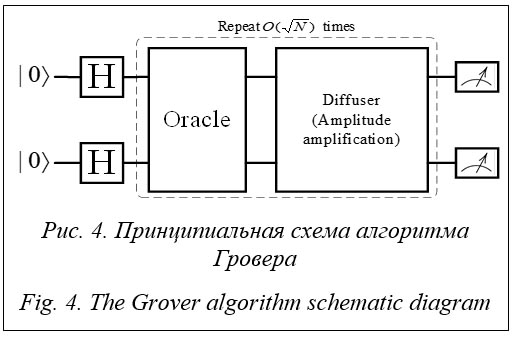 Repeat O(√N) times
|0⟩ H Oracle Diffuser
(Amplitude
amplification)
|0⟩ H
Рис. 4. Принцитиальная схема алгоритма
Гровера
Fig. 4. The Grover algorithm schematic diagram